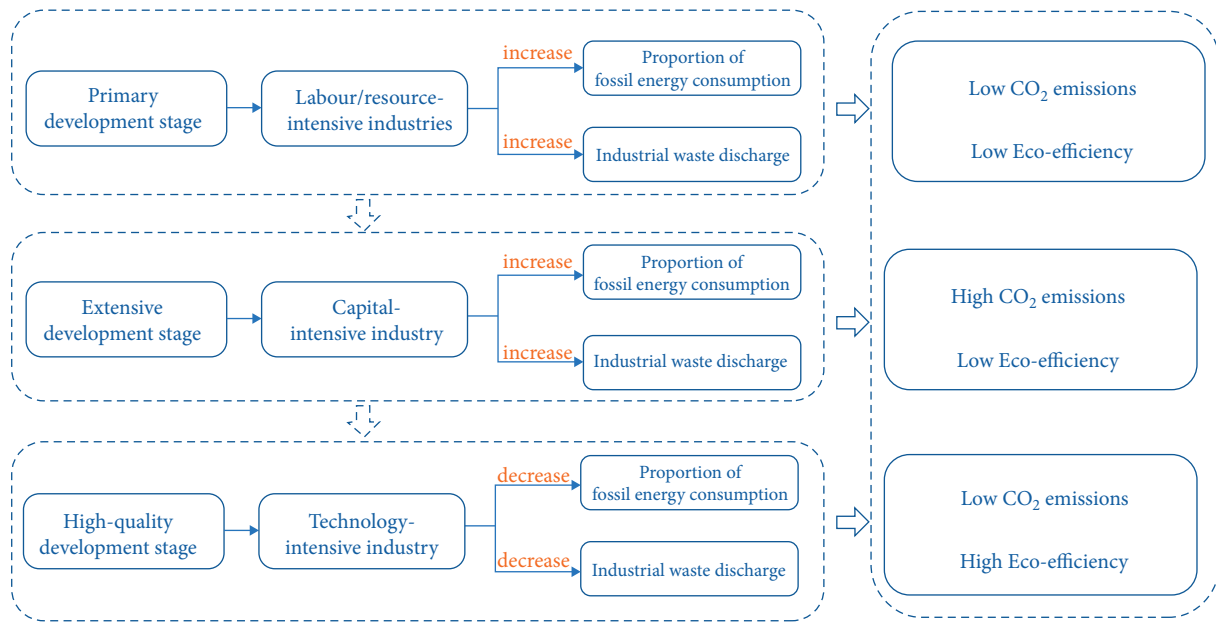 Primary
development stage
Labour/resource-
intensive industries
increase
Proportion of
fossil energy consumption
increase
Industrial waste discharge
Low CO₂ emissions
Low Eco-efficiency
Extensive
development stage
Capital-
intensive industry
increase
Proportion of
fossil energy consumption
increase
Industrial waste discharge
High CO₂ emissions
Low Eco-efficiency
High-quality
development stage
Technology-
intensive industry
decrease
Proportion of
fossil energy consumption
decrease
Industrial waste discharge
Low CO₂ emissions
High Eco-efficiency